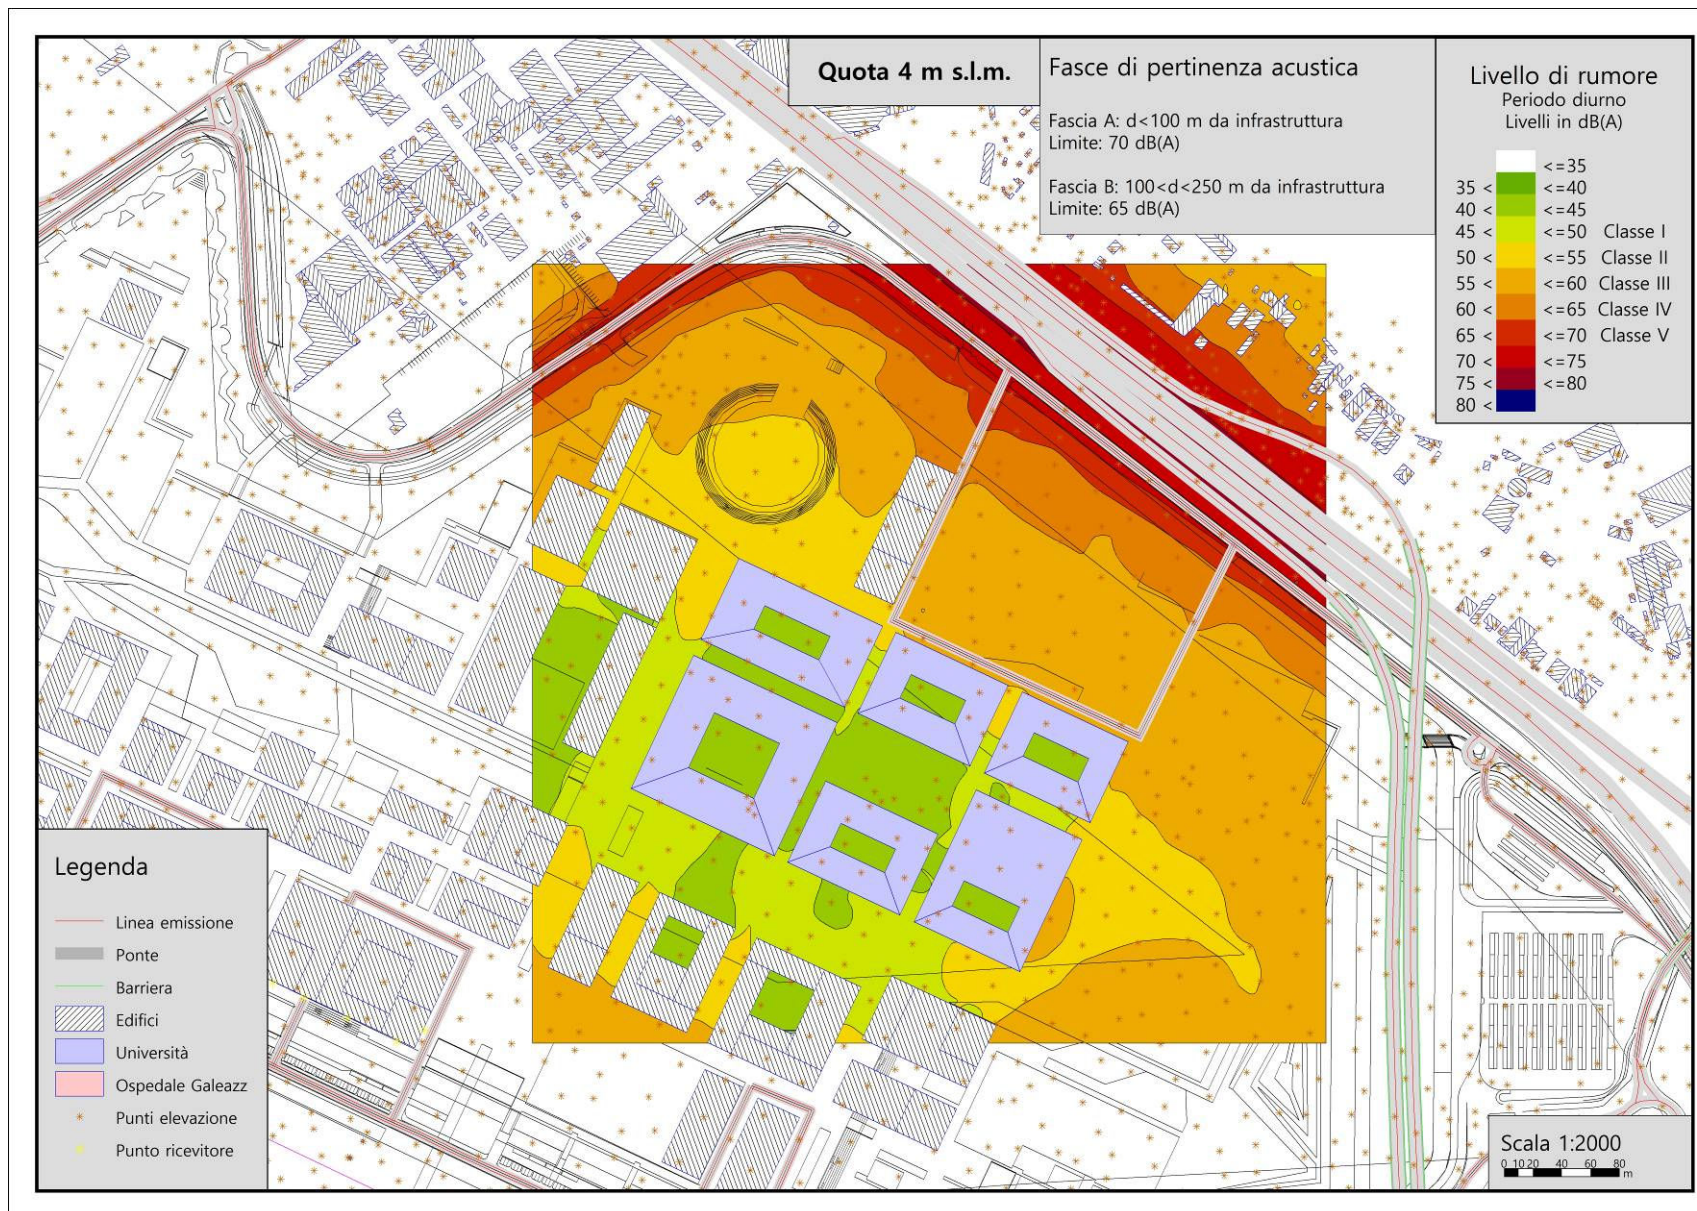 Quota 4 m s.l.m.
Fasce di pertinenza acustica
Fascia A: d<100 m da infrastruttura
Limite: 70 dB(A)
Fascia B: 100<d<250 m da infrastruttura
Limite: 65 dB(A)
Livello di rumore
Periodo diurno
Livelli in dB(A)
<=35
35 < <=40
40 < <=45
45 < <=50 Classe I
50 < <=55 Classe II
55 < <=60 Classe III
60 < <=65 Classe IV
65 < <=70 Classe V
70 < <=75
75 < <=80
80 <
Legenda
Linea emissione
Ponte
Barriera
Edifici
Università
Ospedale Galeazz
Punti elevazione
Punto ricevitore
Scala 1:2000
0 10 20 40 60 80
m